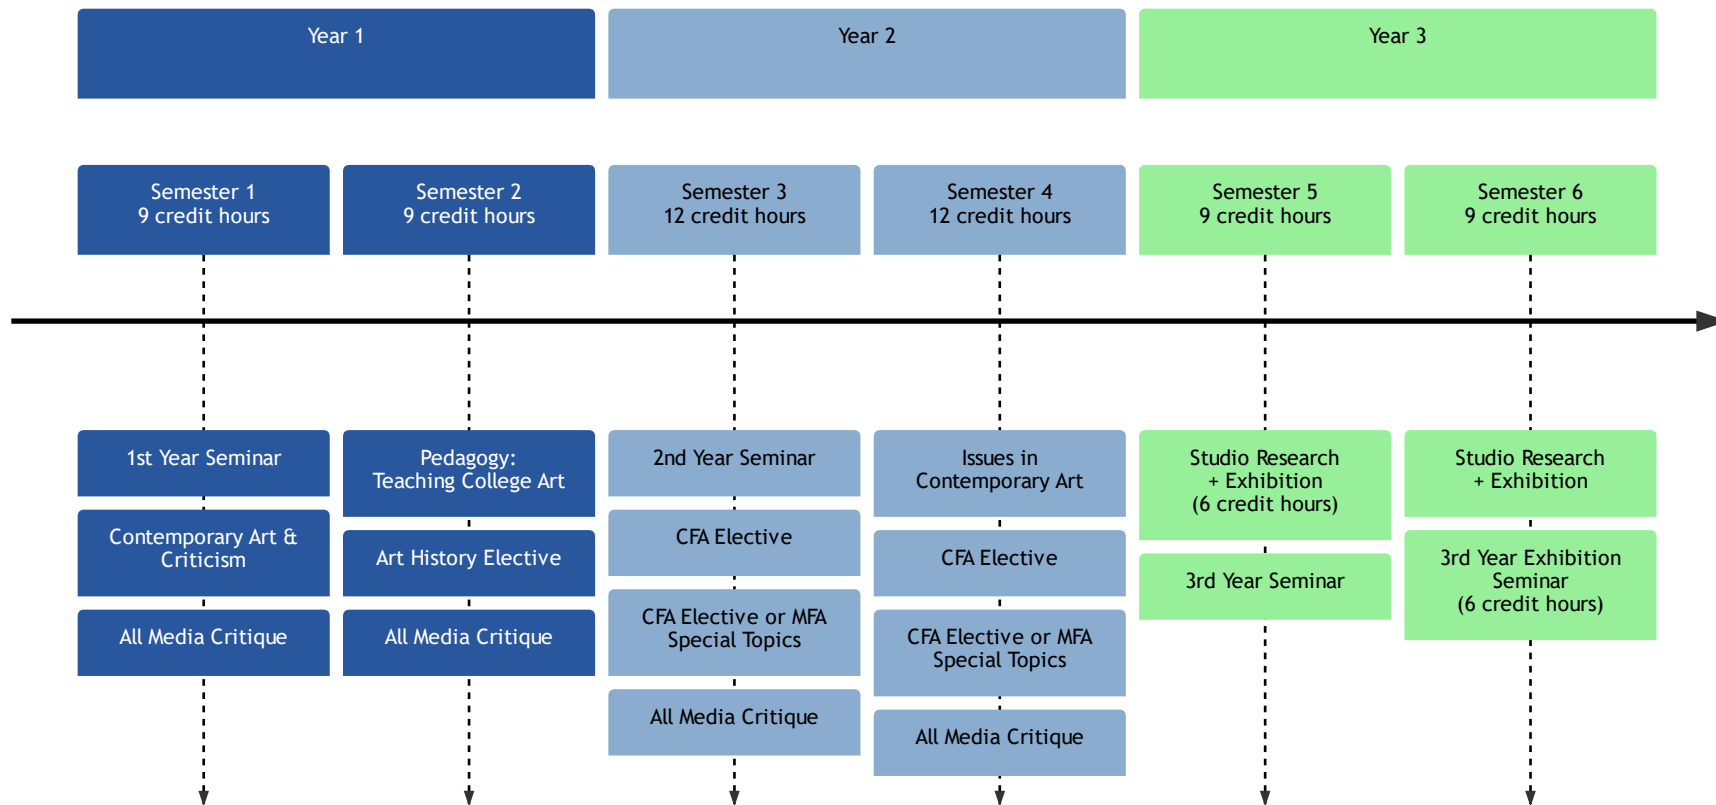 Year 1
Year 2
Year 3
Semester 1
9 credit hours
Semester 2
9 credit hours
Semester 3
12 credit hours
Semester 4
12 credit hours
Semester 5
9 credit hours
Semester 6
9 credit hours
1st Year Seminar
Contemporary Art &
Criticism
All Media Critique
Pedagogy:
Teaching College Art
Art History Elective
All Media Critique
2nd Year Seminar
CFA Elective
CFA Elective or MFA
Special Topics
All Media Critique
Issues in
Contemporary Art
CFA Elective
CFA Elective or MFA
Special Topics
All Media Critique
Studio Research
+ Exhibition
(6 credit hours)
3rd Year Seminar
Studio Research
+ Exhibition
3rd Year Exhibition
Seminar
(6 credit hours)